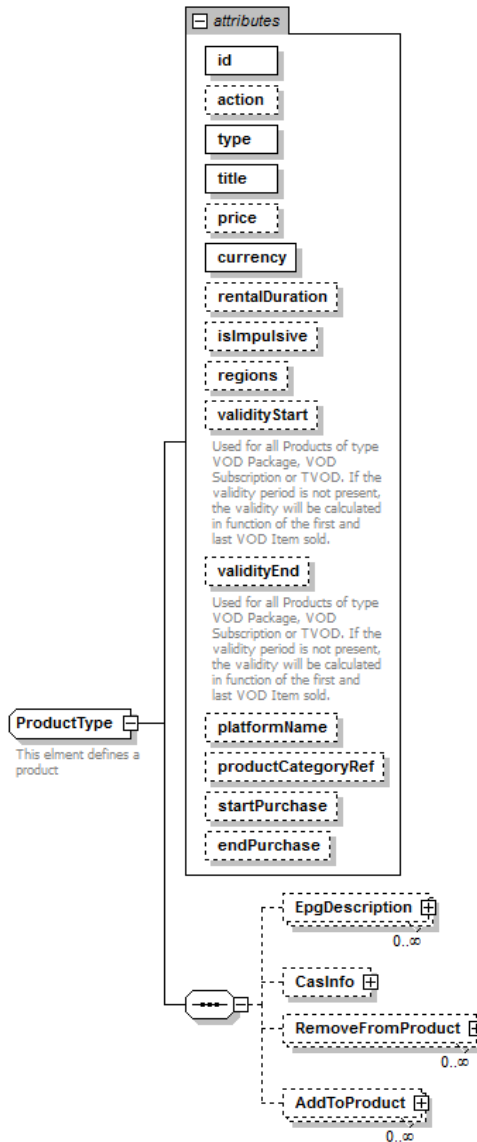 attributes
id
action
type
title
price
currency
rentalDuration
isImpulsive
regions
validityStart
Used for all Products of type
VOD Package, VOD
Subscription or TVOD. If the
validity period is not present,
the validity will be calculated
in function of the first and
last VOD Item sold.
validityEnd
Used for all Products of type
VOD Package, VOD
Subscription or TVOD. If the
validity period is not present,
the validity will be calculated
in function of the first and
last VOD Item sold.
ProductType
This elment defines a
product
platformName
productCategoryRef
startPurchase
endPurchase
EpgDescription
0..∞
CasInfo
RemoveFromProduct
0..∞
AddToProduct
0..∞